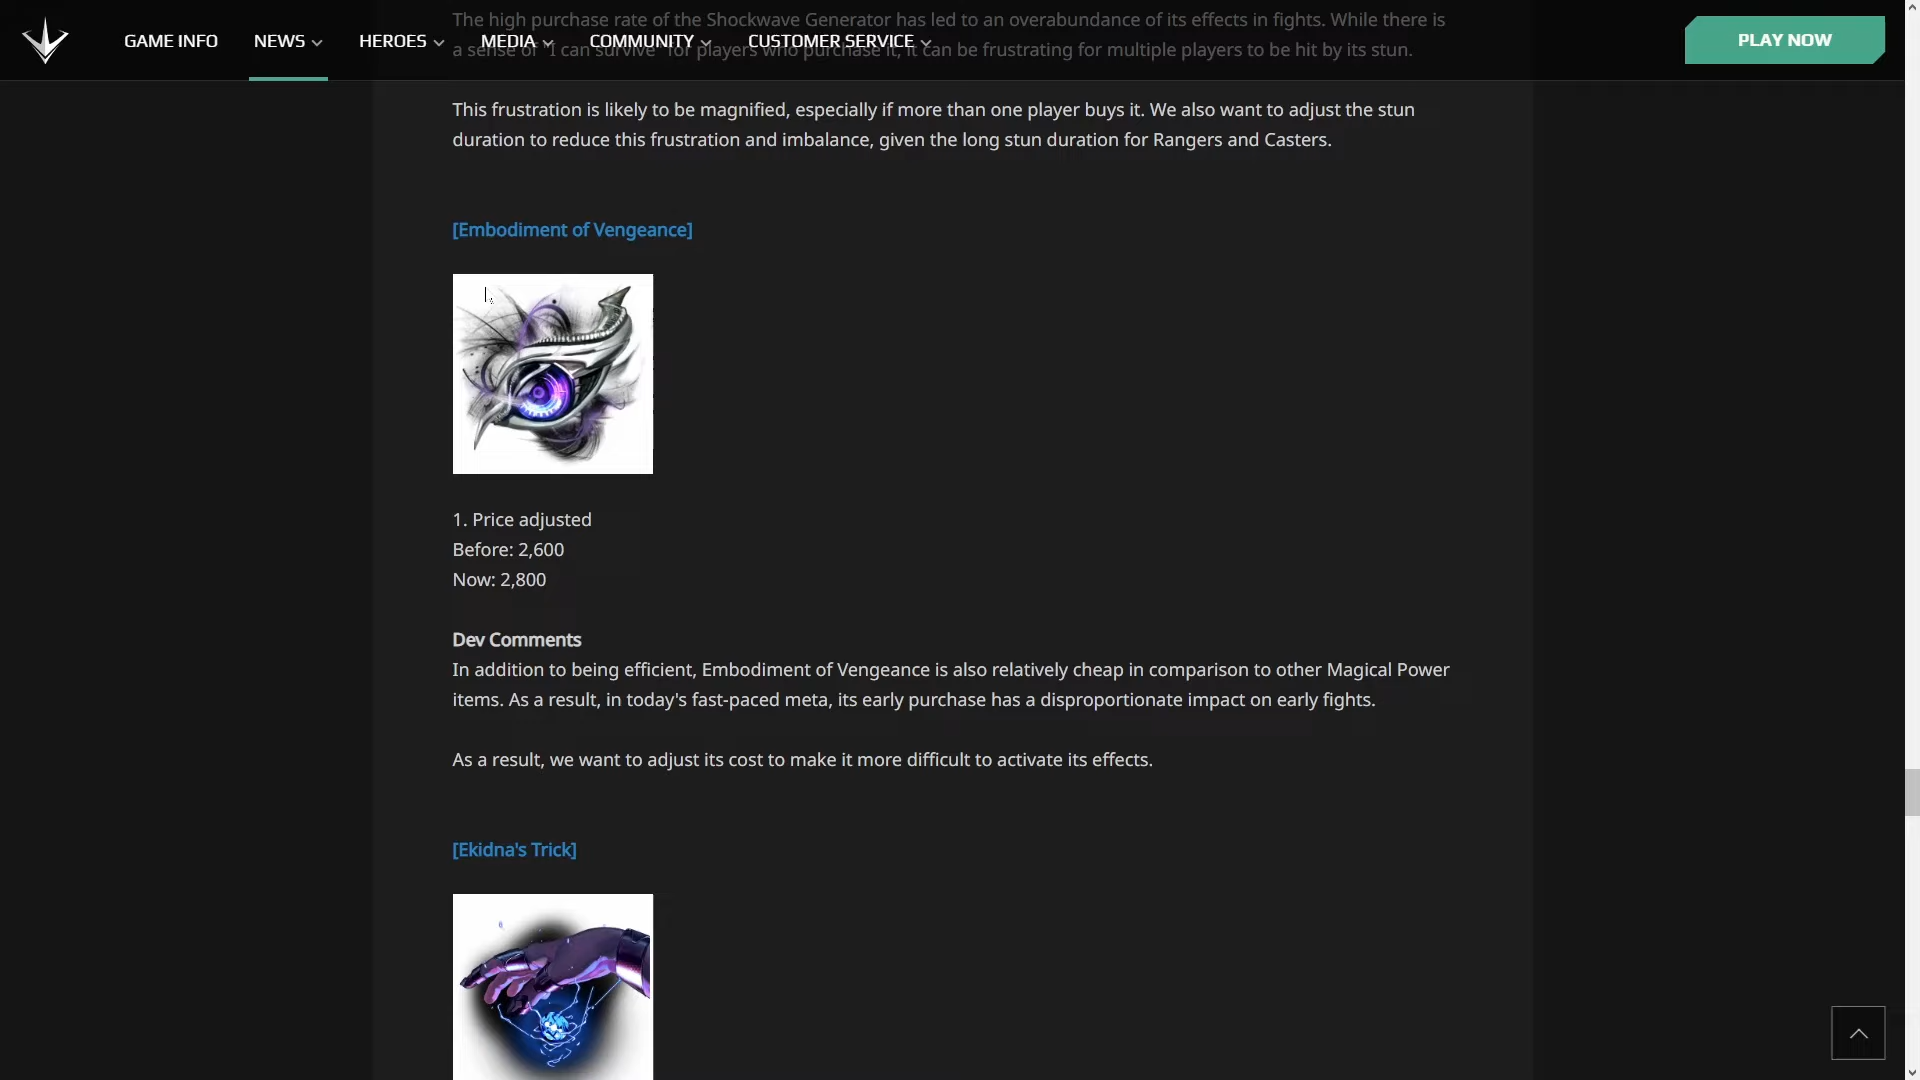 GAME INFO
NEWS
HEROES
MEDIA
COMMUNITY
CUSTOMER SERVICE
PLAY NOW
The high purchase rate of the Shockwave Generator has led to an overabundance of its effects in fights. While there is
a sense of "I can survive" for players who purchase it, it can be frustrating for multiple players to be hit by its stun.
This frustration is likely to be magnified, especially if more than one player buys it. We also want to adjust the stun
duration to reduce this frustration and imbalance, given the long stun duration for Rangers and Casters.
[Embodiment of Vengeance]
1. Price adjusted
Before: 2,600
Now: 2,800
Dev Comments
In addition to being efficient, Embodiment of Vengeance is also relatively cheap in comparison to other Magical Power
items. As a result, in today's fast-paced meta, its early purchase has a disproportionate impact on early fights.
As a result, we want to adjust its cost to make it more difficult to activate its effects.
[Ekidna's Trick]